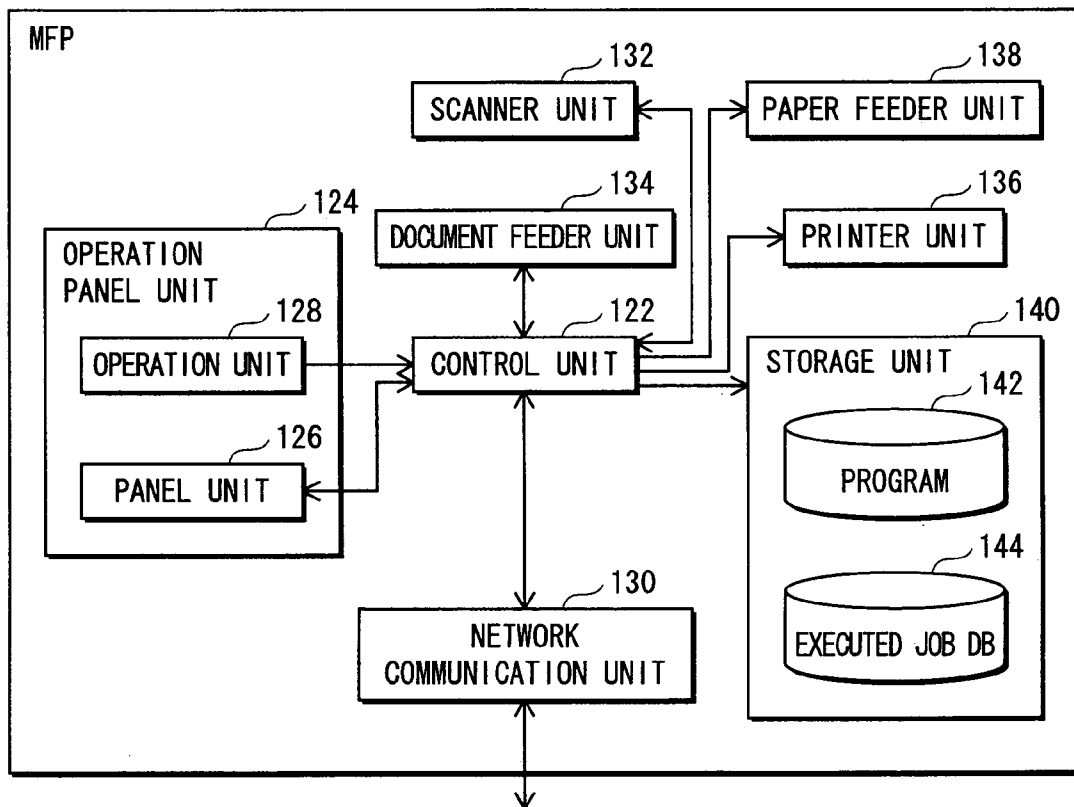 MFP
132
SCANNER UNIT
138
PAPER FEEDER UNIT
134
DOCUMENT FEEDER UNIT
136
PRINTER UNIT
124
OPERATION
PANEL UNIT
128
OPERATION UNIT
122
CONTROL UNIT
126
PANEL UNIT
140
STORAGE UNIT
142
PROGRAM
144
EXECUTED JOB DB
130
NETWORK
COMMUNICATION UNIT